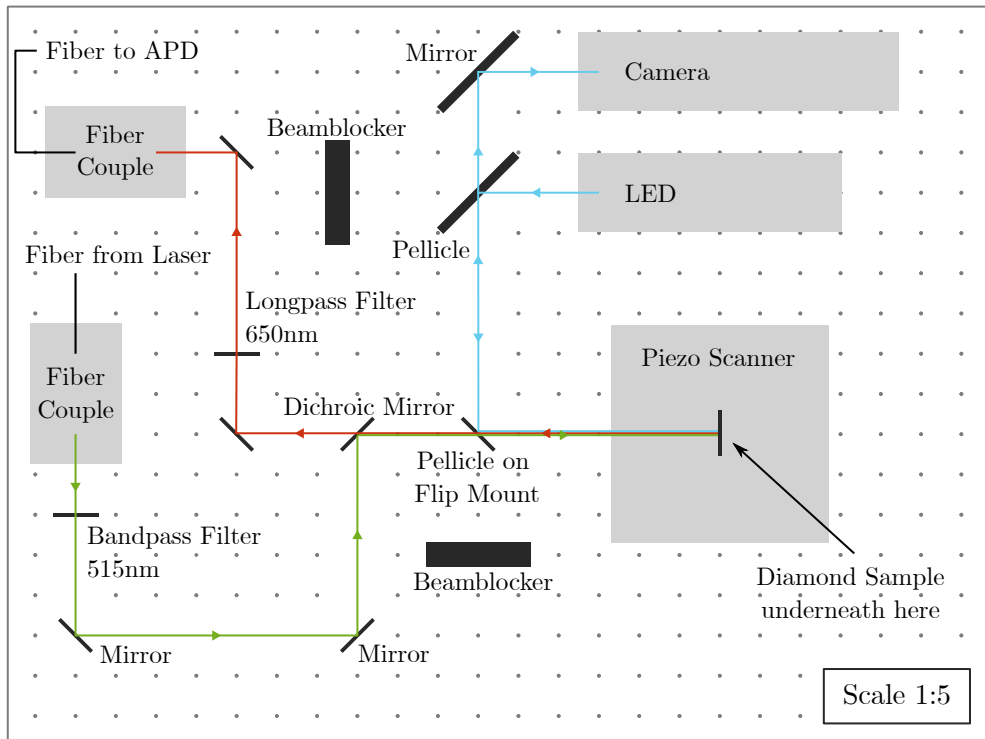 Fiber to APD
Mirror
Camera
Fiber
Couple
Beamblocker
LED
Pellicle
Fiber from Laser
Longpass Filter
650nm
Piezo Scanner
Fiber
Couple
Dichroic Mirror
Pellicle on
Flip Mount
Bandpass Filter
515nm
Beamblocker
Diamond Sample
underneath here
Mirror
Mirror
Scale 1:5